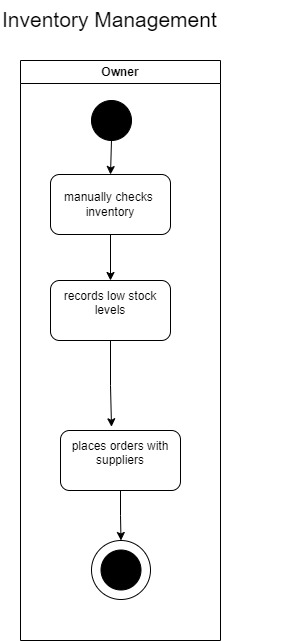 Inventory Management
Owner
manually checks
inventory
records low stock
levels
places orders with
suppliers